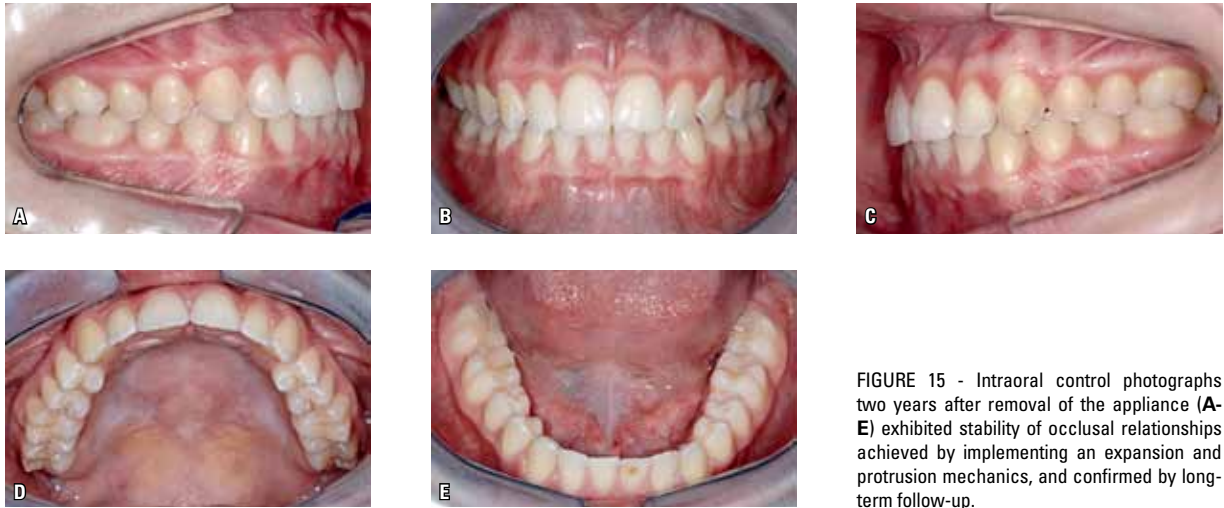 A
B
C
D
E
FIGURE 15 - Intraoral control photographs
two years after removal of the appliance (A-
E) exhibited stability of occlusal relationships
achieved by implementing an expansion and
protrusion mechanics, and confirmed by long-
term follow-up.